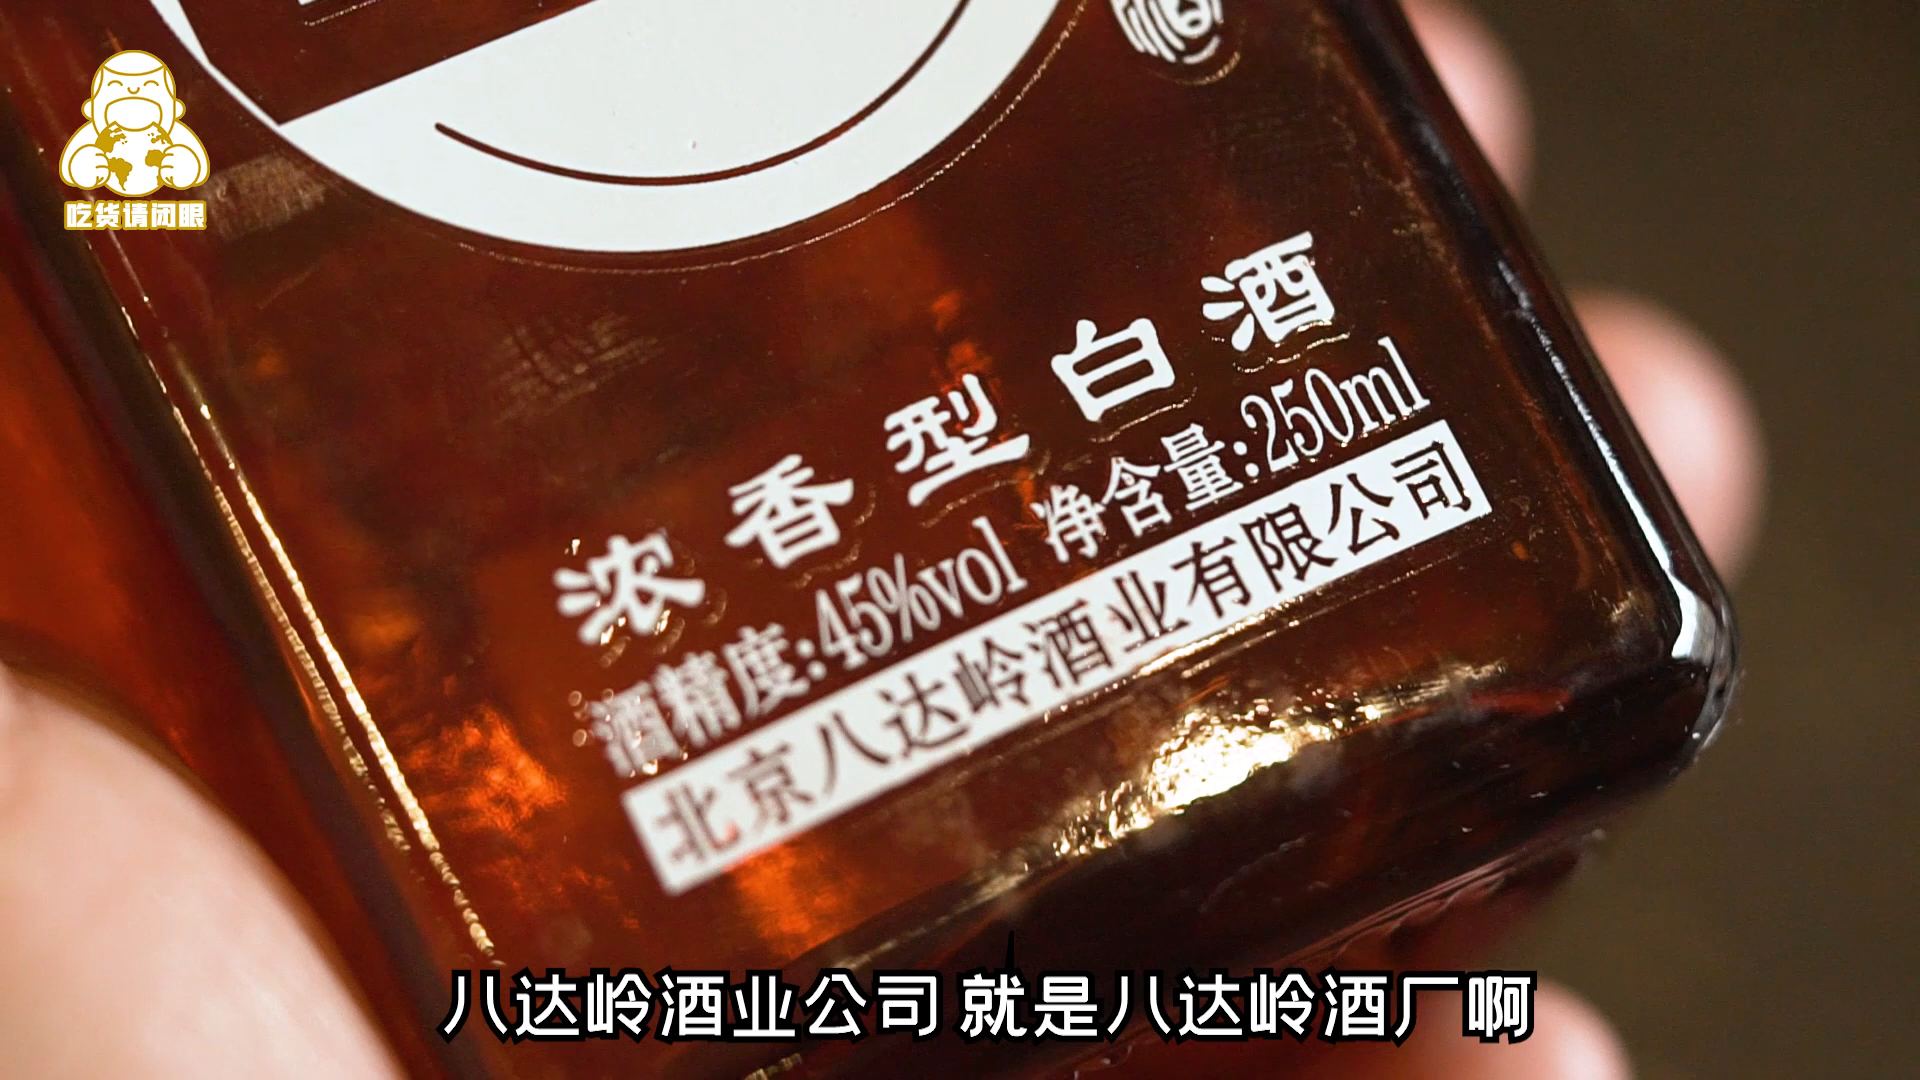 吃货请闭眼
浓香型白酒
酒精度:45%vol 净含量:250ml
北京八达岭酒业有限公司
八达岭酒业公司 就是八达岭酒厂啊